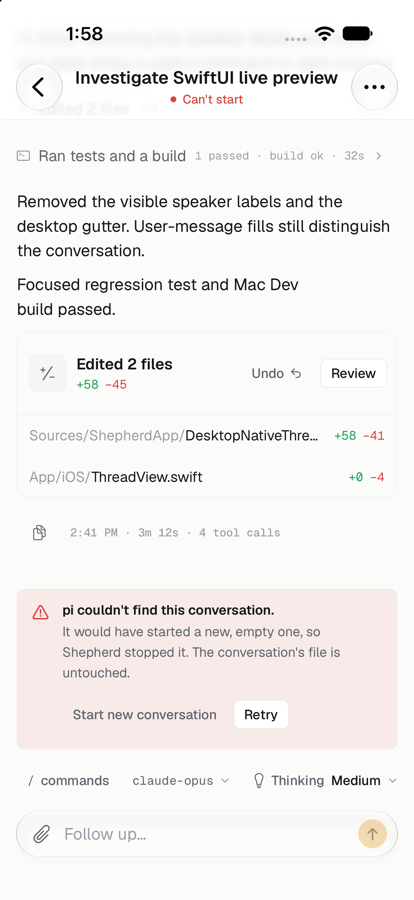 1:58
Investigate SwiftUI live preview
Can't start
Edited 2 files
Ran tests and a build 1 passed · build ok · 32s
Removed the visible speaker labels and the
desktop gutter. User-message fills still distinguish
the conversation.
Focused regression test and Mac Dev
build passed.
Edited 2 files
+58 −45
Undo
Review
Sources/ShepherdApp/DesktopNativeThre... +58 −41
App/iOS/ThreadView.swift +0 −4
2:41 PM · 3m 12s · 4 tool calls
pi couldn't find this conversation.
It would have started a new, empty one, so
Shepherd stopped it. The conversation's file is
untouched.
Start new conversation
Retry
/ commands claude-opus Thinking Medium
Follow up...